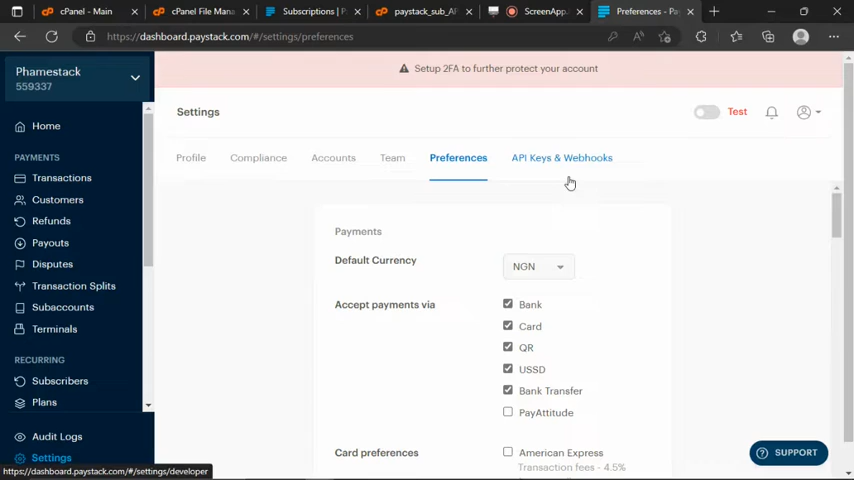 cPanel - Main
cPanel File Mana
Subscriptions | P
paystack_sub_AP
ScreenApp.
Preferences - Pay
https://dashboard.paystack.com/#/settings/preferences
Phamestack
559337
Setup 2FA to further protect your account
Settings
Test
Home
PAYMENTS
Transactions
Customers
Refunds
Payouts
Disputes
Transaction Splits
Subaccounts
Terminals
RECURRING
Subscribers
Plans
Audit Logs
Settings
Profile
Compliance
Accounts
Team
Preferences
API Keys & Webhooks
Payments
Default Currency
NGN
Accept payments via
Bank
Card
QR
USSD
Bank Transfer
PayAttitude
Card preferences
American Express
Transaction fees - 4.5%
SUPPORT
https://dashboard.paystack.com/#/settings/developer